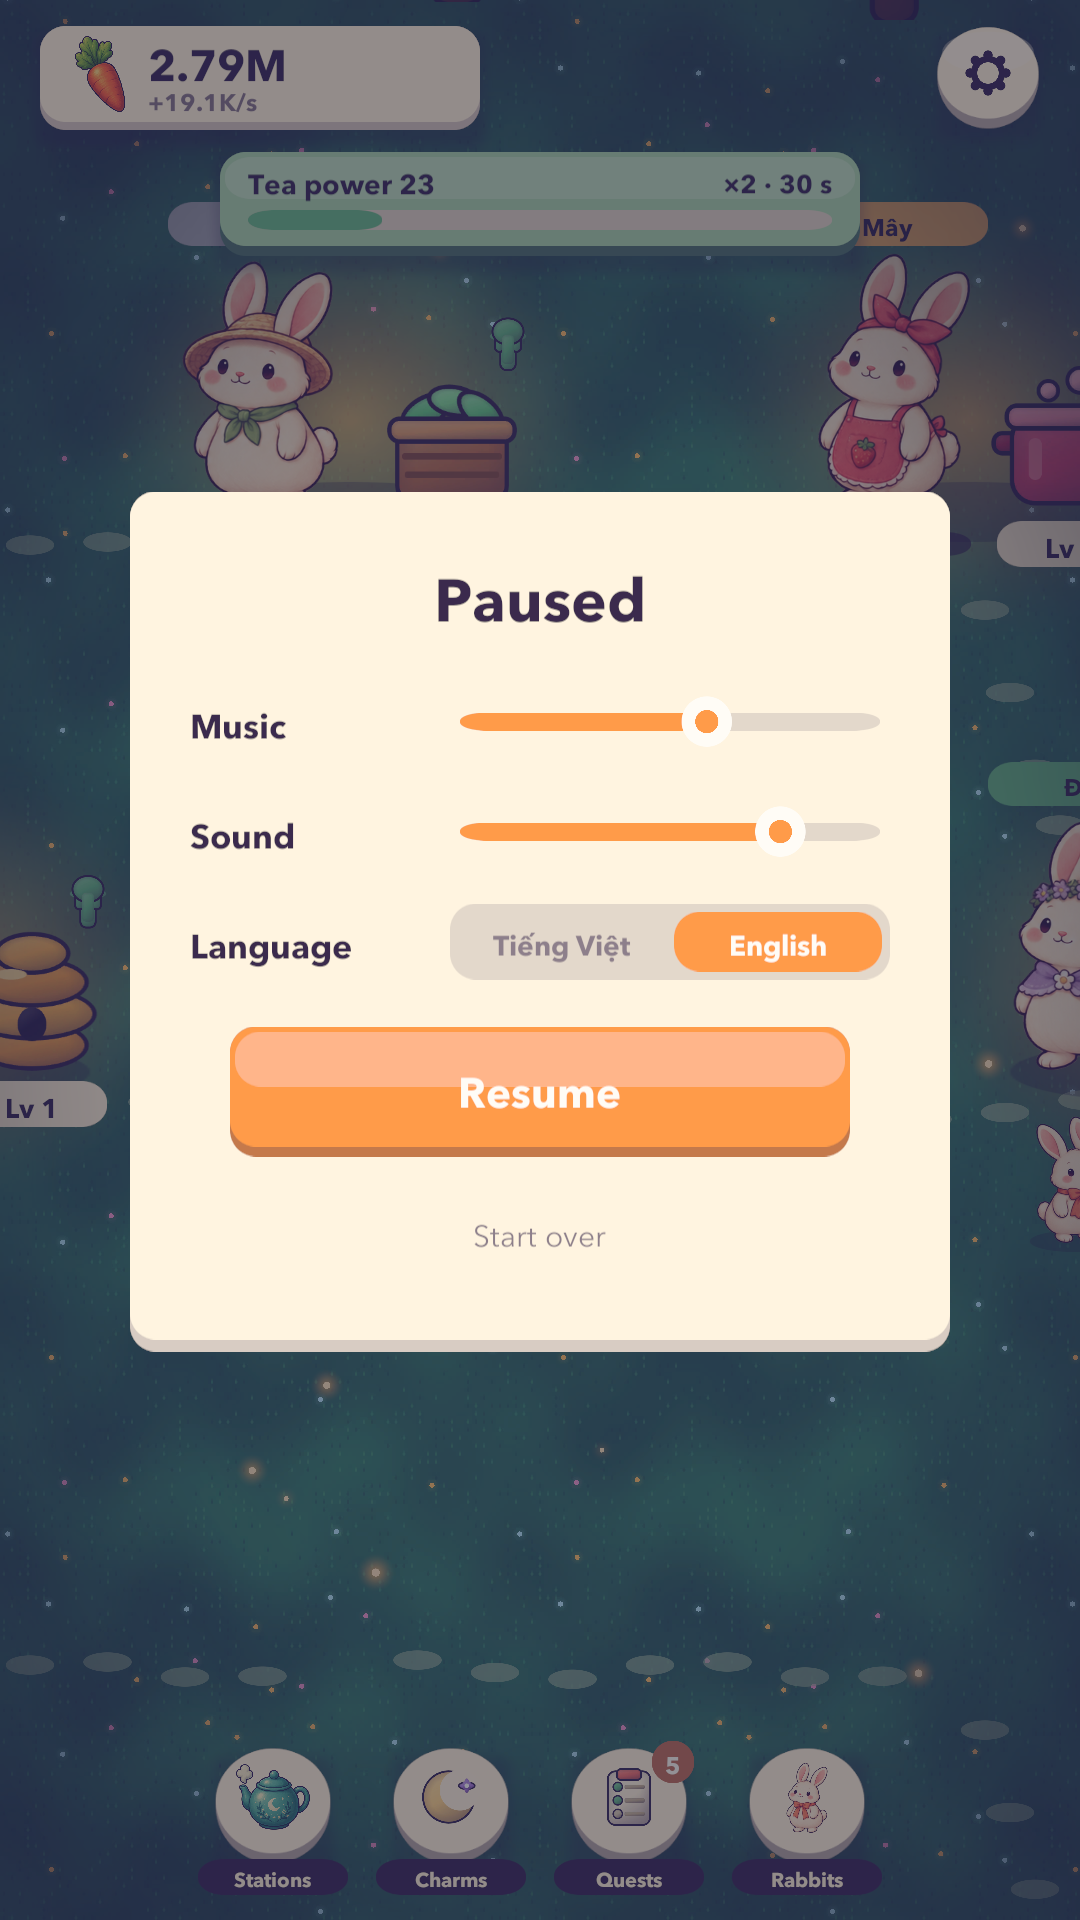 2.79M
+19.1K/s
Tea power 23
×2 · 30 s
Mây
Lv
Paused
Music
Sound
Language
Tiếng Việt
English
Lv 1
Resume
Start over
5
Stations
Charms
Quests
Rabbits